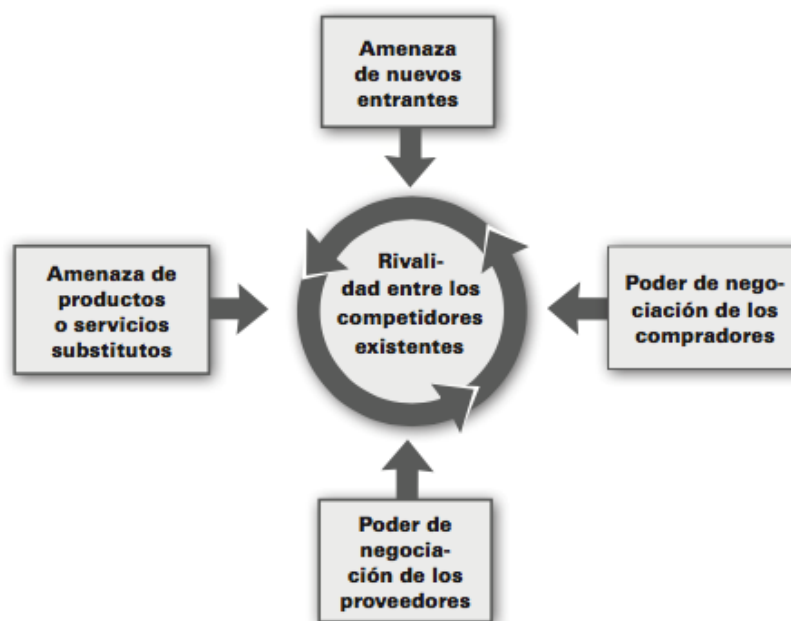 Amenaza
de nuevos
entrantes
Amenaza de
productos
o servicios
substitutos
Rivali-
dad entre los
competidores
existentes
Poder de nego-
ciación de los
compradores
Poder de
negocia-
ción de los
proveedores